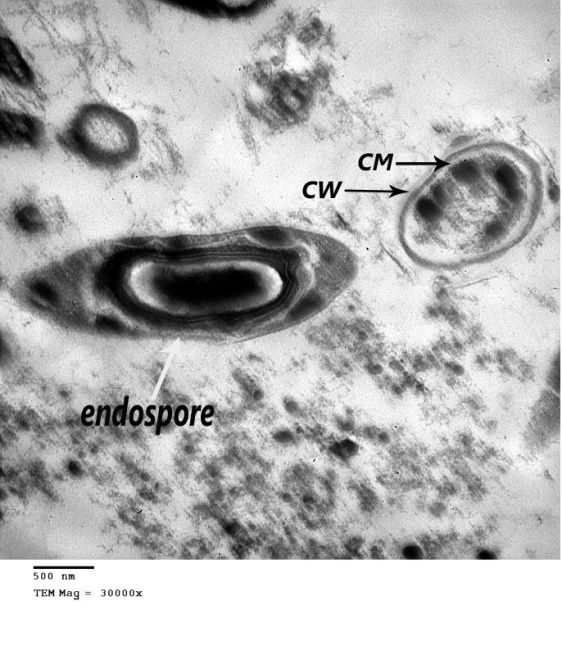 CM
CW
endospore
500 nm
TEM Mag = 30000x